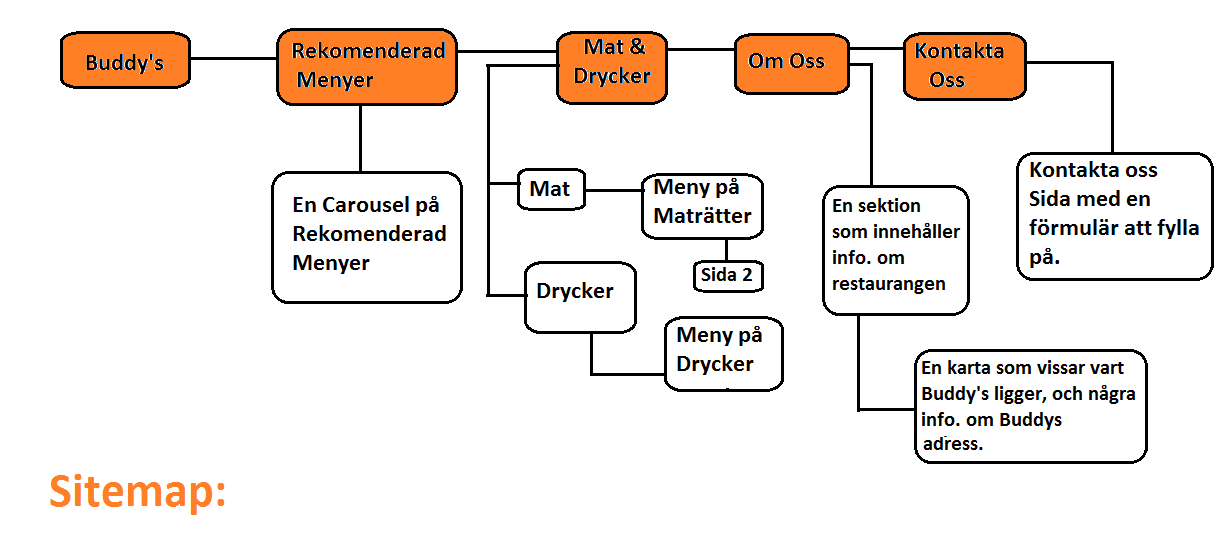 Buddy's
Rekomenderad
Menyer
Mat &
Drycker
Om Oss
Kontakta
Oss
En Carousel på
Rekomenderad
Menyer
Mat
Meny på
Maträtter
Sida 2
Drycker
Meny på
Drycker
En sektion
som innehåller
info. om
restaurangen
En karta som vissar vart
Buddy's ligger, och några
info. om Buddys
adress.
Kontakta oss
Sida med en
förmulär att fylla
på.
Sitemap: